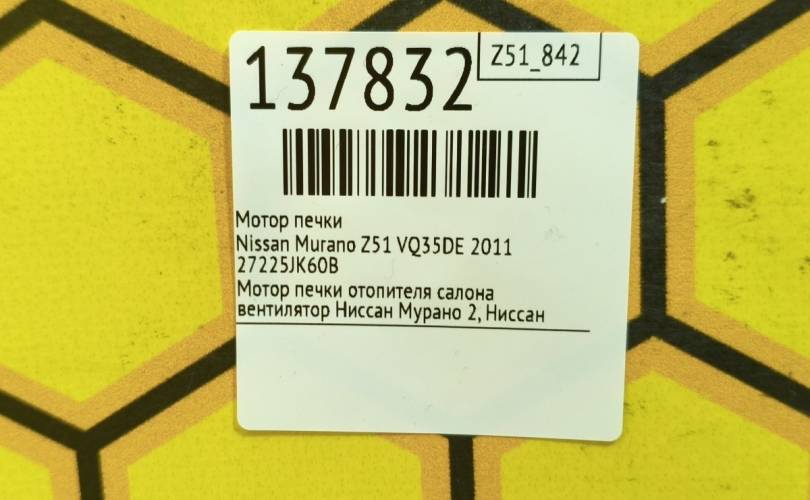 137832
Z51_842
Мотор печки
Nissan Murano Z51 VQ35DE 2011
27225JK60B
Мотор печки отопителя салона
вентилятор Ниссан Мурано 2, Ниссан